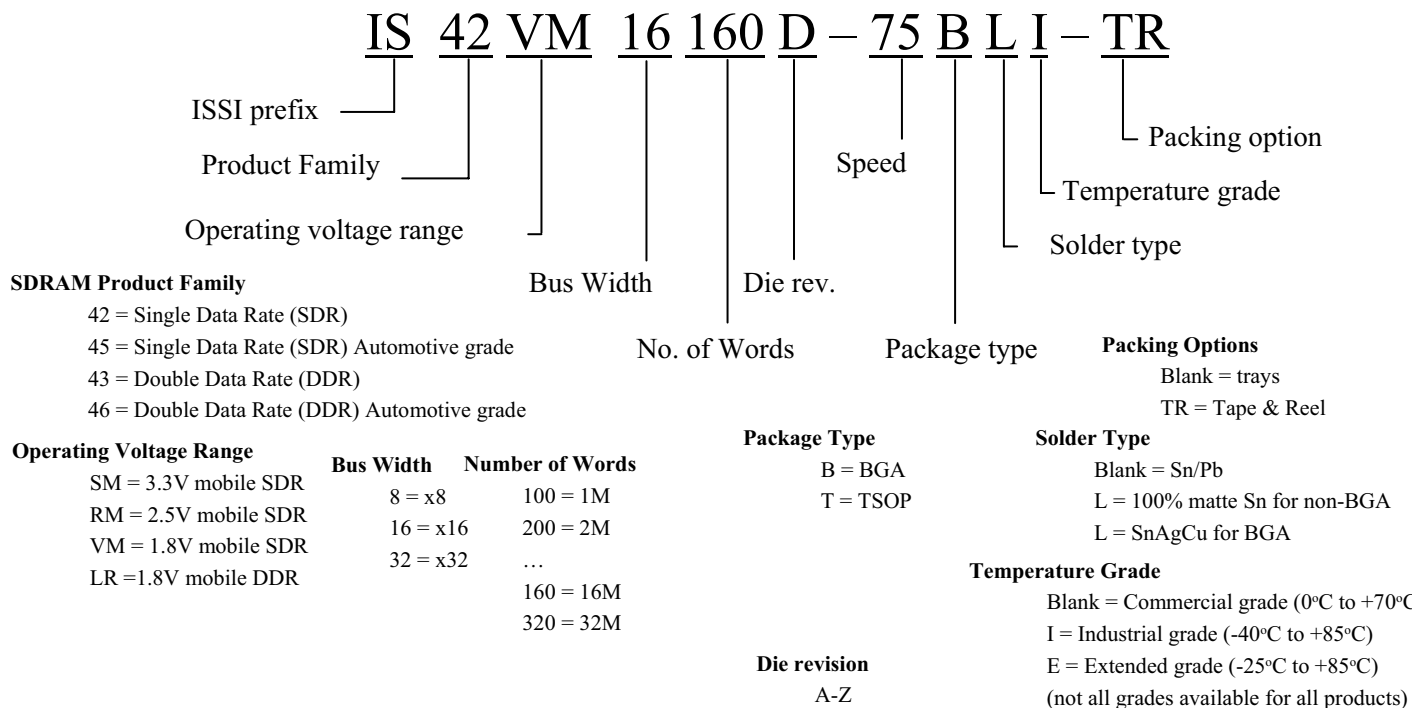 IS 42 VM 16 160 D – 75 B L I – TR
ISSI prefix
Product Family
Operating voltage range
Bus Width
No. of Words
Die rev.
Speed
Package type
Solder type
Temperature grade
Packing option
SDRAM Product Family
42 = Single Data Rate (SDR)
45 = Single Data Rate (SDR) Automotive grade
43 = Double Data Rate (DDR)
46 = Double Data Rate (DDR) Automotive grade
Operating Voltage Range
SM = 3.3V mobile SDR
RM = 2.5V mobile SDR
VM = 1.8V mobile SDR
LR =1.8V mobile DDR
Bus Width
8 = x8
16 = x16
32 = x32
Number of Words
100 = 1M
200 = 2M
…
160 = 16M
320 = 32M
Package Type
B = BGA
T = TSOP
Die revision
A-Z
Packing Options
Blank = trays
TR = Tape & Reel
Solder Type
Blank = Sn/Pb
L = 100% matte Sn for non-BGA
L = SnAgCu for BGA
Temperature Grade
Blank = Commercial grade (0ºC to +70ºC
I = Industrial grade (-40ºC to +85ºC)
E = Extended grade (-25ºC to +85ºC)
(not all grades available for all products)